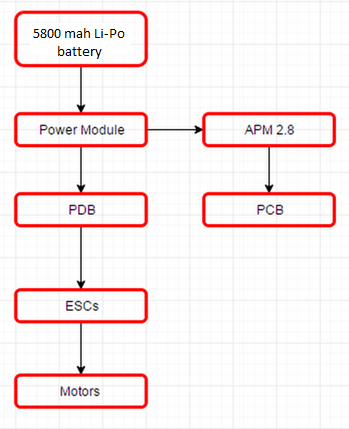 5800 mah Li-Po
battery
Power Module
APM 2.8
PDB
PCB
ESCs
Motors